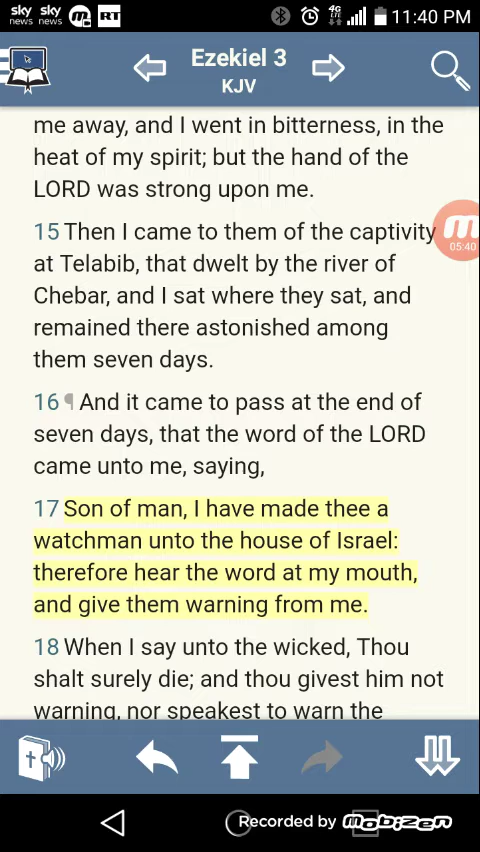 sky sky RT 4G LTE 11:40 PM
news news
Ezekiel 3
KJV
me away, and I went in bitterness, in the
heat of my spirit; but the hand of the
LORD was strong upon me.
15 Then I came to them of the captivity
at Telabib, that dwelt by the river of
05:40
Chebar, and I sat where they sat, and
remained there astonished among
them seven days.
16 ¶ And it came to pass at the end of
seven days, that the word of the LORD
came unto me, saying,
17 Son of man, I have made thee a
watchman unto the house of Israel:
therefore hear the word at my mouth,
and give them warning from me.
18 When I say unto the wicked, Thou
shalt surely die; and thou givest him not
warning, nor speakest to warn the
Recorded by Mobizen